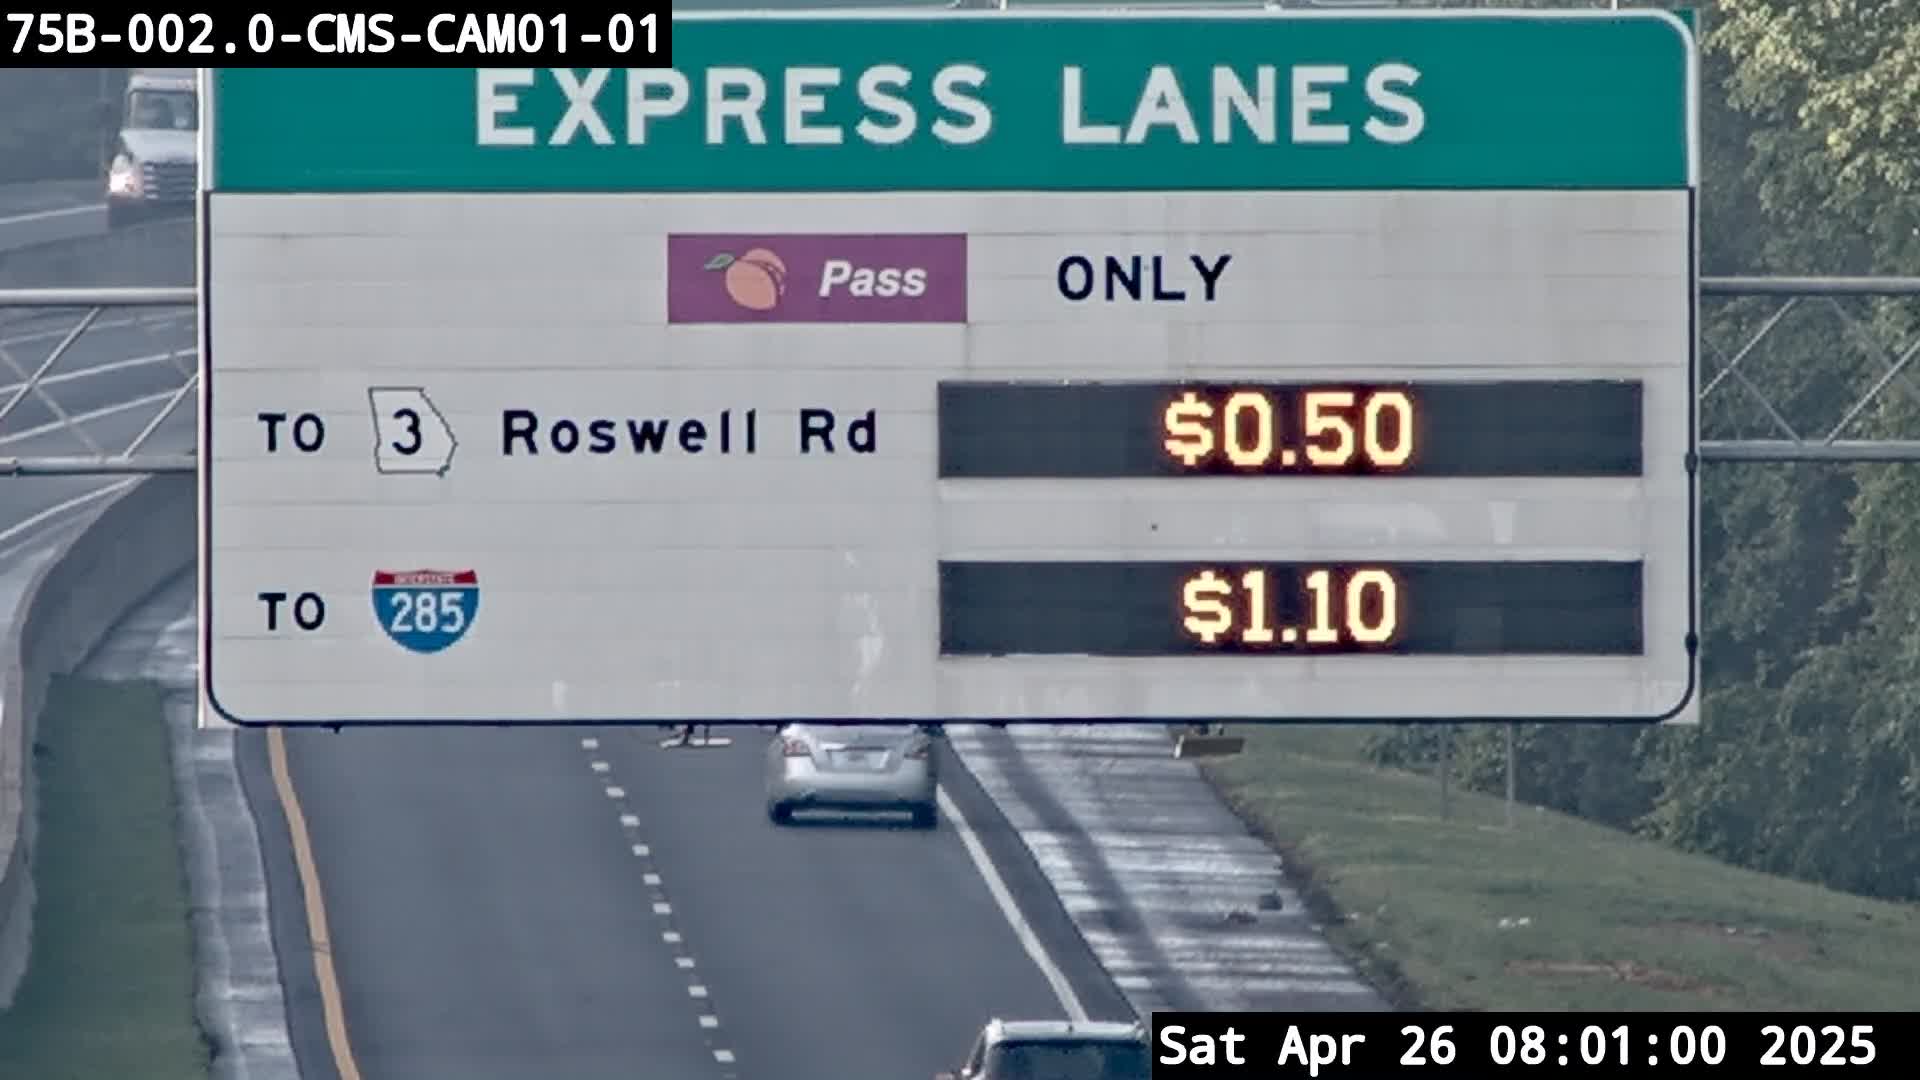 75B-002.0-CMS-CAM01-01
EXPRESS LANES
Pass ONLY
TO 3 Roswell Rd $0.50
INTERSTATE
TO 285 $1.10
Sat Apr 26 08:01:00 2025